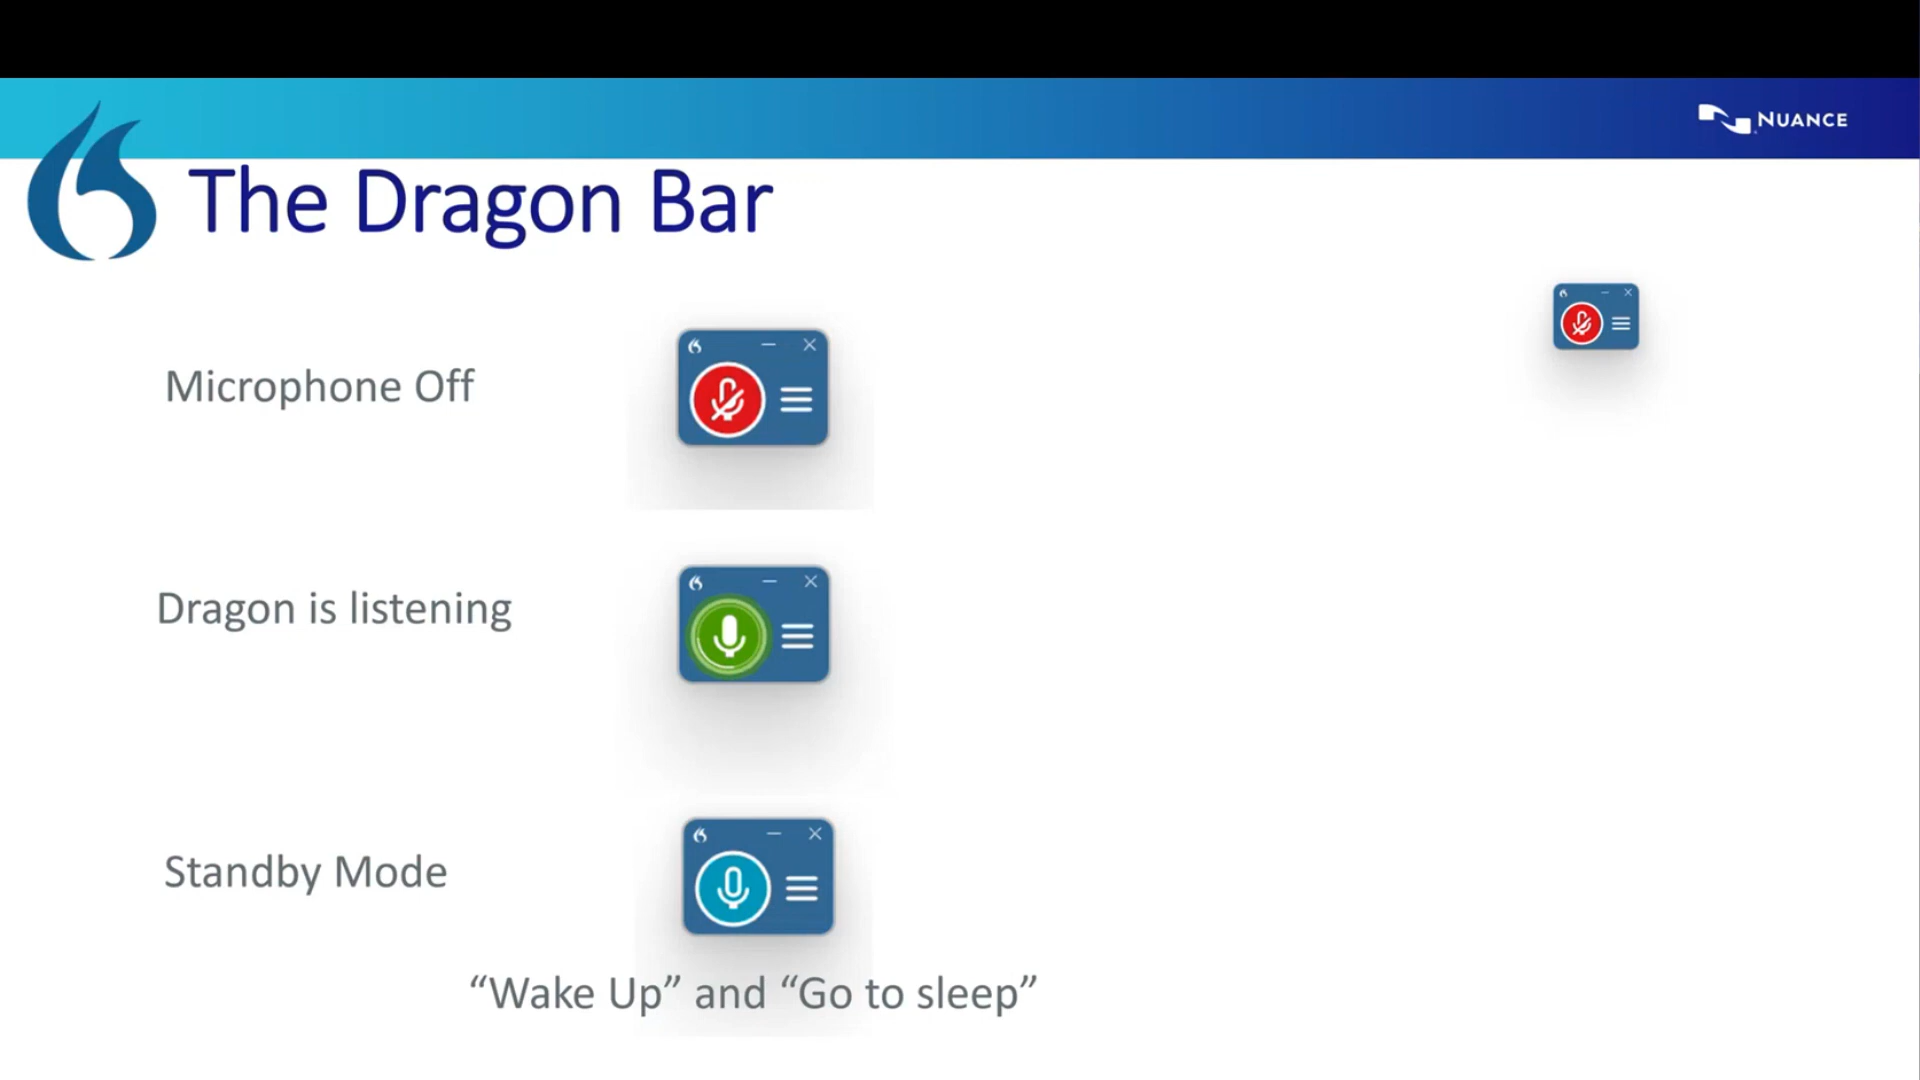 NUANCE
The Dragon Bar
Microphone Off
Dragon is listening
Standby Mode
“Wake Up” and “Go to sleep”